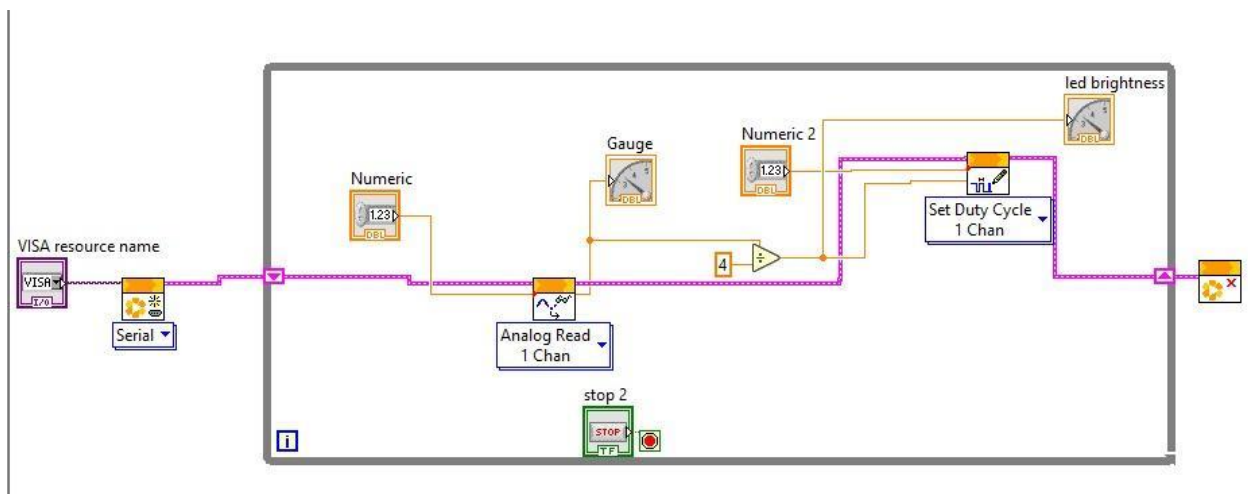 led brightness
DBL
Numeric 2
1.23
DBL
Gauge
DBL
Numeric
1.23
DBL
Set Duty Cycle
1 Chan
VISA resource name
VISA
I/O
4
÷
Serial
Analog Read
1 Chan
stop 2
STOP
TF
i